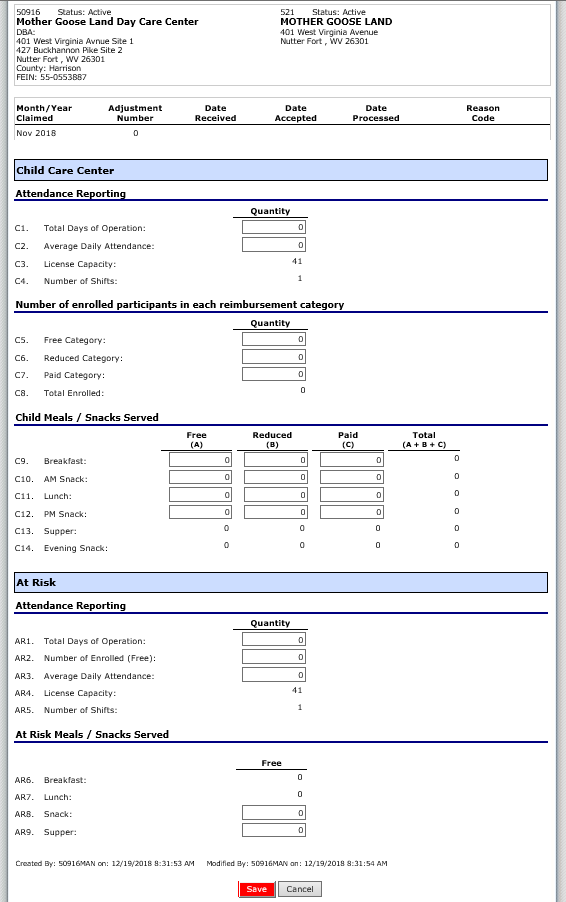 50916 Status: Active 521 Status: Active
Mother Goose Land Day Care Center MOTHER GOOSE LAND
DBA: 401 West Virginia Avenue
401 West Virginia Avnue Site 1 Nutter Fort , WV 26301
427 Buckhannon Pike Site 2
Nutter Fort , WV 26301
County: Harrison
FEIN: 55-0553887
Month/Year Adjustment Date Date Date Reason
Claimed Number Received Accepted Processed Code
Nov 2018 0
Child Care Center
Attendance Reporting
Quantity
C1. Total Days of Operation: 0
C2. Average Daily Attendance: 0
C3. License Capacity: 41
C4. Number of Shifts: 1
Number of enrolled participants in each reimbursement category
Quantity
C5. Free Category: 0
C6. Reduced Category: 0
C7. Paid Category: 0
C8. Total Enrolled: 0
Child Meals / Snacks Served
Free Reduced Paid Total
(A) (B) (C) (A + B + C)
C9. Breakfast: 0 0 0 0
C10. AM Snack: 0 0 0 0
C11. Lunch: 0 0 0 0
C12. PM Snack: 0 0 0 0
C13. Supper: 0 0 0 0
C14. Evening Snack: 0 0 0 0
At Risk
Attendance Reporting
Quantity
AR1. Total Days of Operation: 0
AR2. Number of Enrolled (Free): 0
AR3. Average Daily Attendance: 0
AR4. License Capacity: 41
AR5. Number of Shifts: 1
At Risk Meals / Snacks Served
Free
AR6. Breakfast: 0
AR7. Lunch: 0
AR8. Snack: 0
AR9. Supper: 0
Created By: 50916MAN on: 12/19/2018 8:31:53 AM Modified By: 50916MAN on: 12/19/2018 8:31:54 AM
Save Cancel